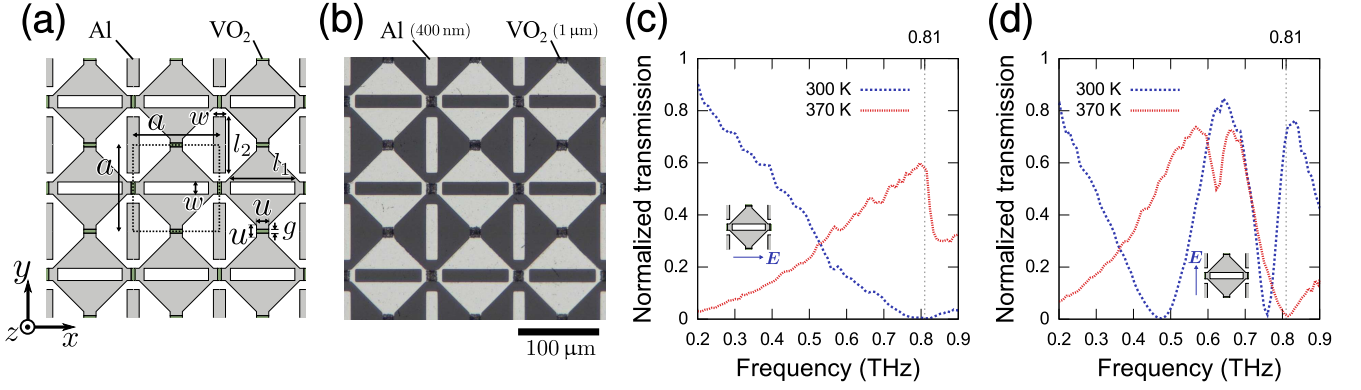 (a)
Al
VO₂
a
w
l₂
a
l₁
w
u
u
g
y
z
x
(b)
Al (400 nm)
VO₂ (1 μm)
100 μm
(c)
0.81
Normalized transmission
1
0.8
0.6
0.4
0.2
0
300 K
370 K
E
0.2 0.3 0.4 0.5 0.6 0.7 0.8 0.9
Frequency (THz)
(d)
0.81
Normalized transmission
1
0.8
0.6
0.4
0.2
0
300 K
370 K
E
0.2 0.3 0.4 0.5 0.6 0.7 0.8 0.9
Frequency (THz)